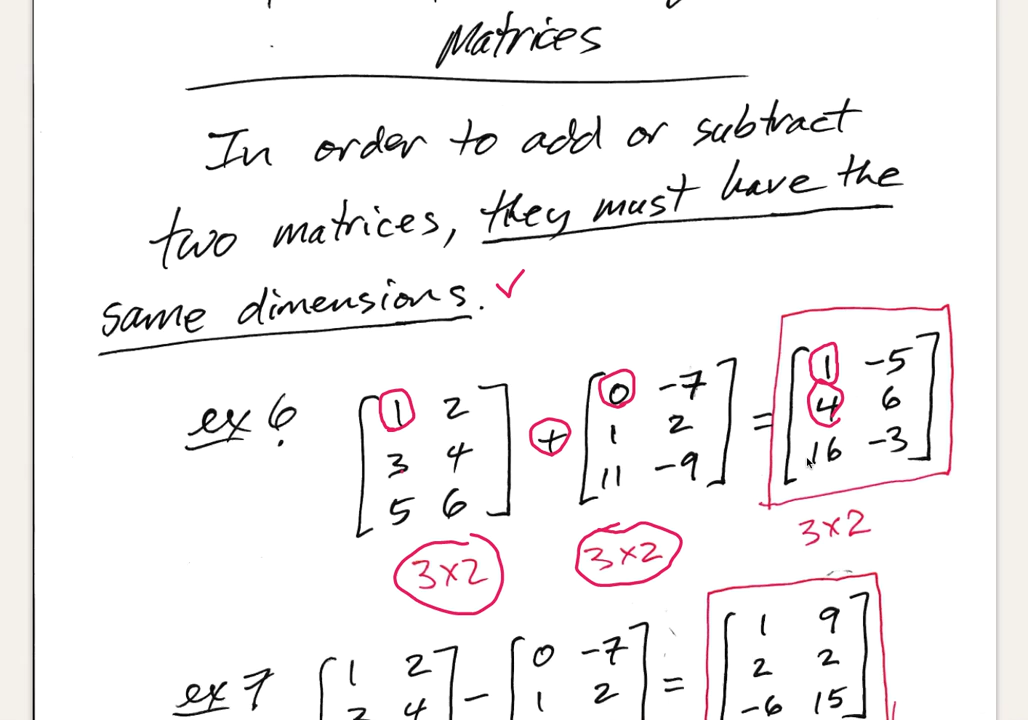 Matrices
In order to add or subtract
two matrices, they must have the
same dimensions. ✓
ex 6 [1 2 + [0 -7 = [1 -5
3 4 1 2 4 6
5 6] 11 -9] 16 -3]
3x2 3x2 3x2
ex 7 [1 2 - [0 -7 = [1 9
4 1 2 2 2
-6 15]